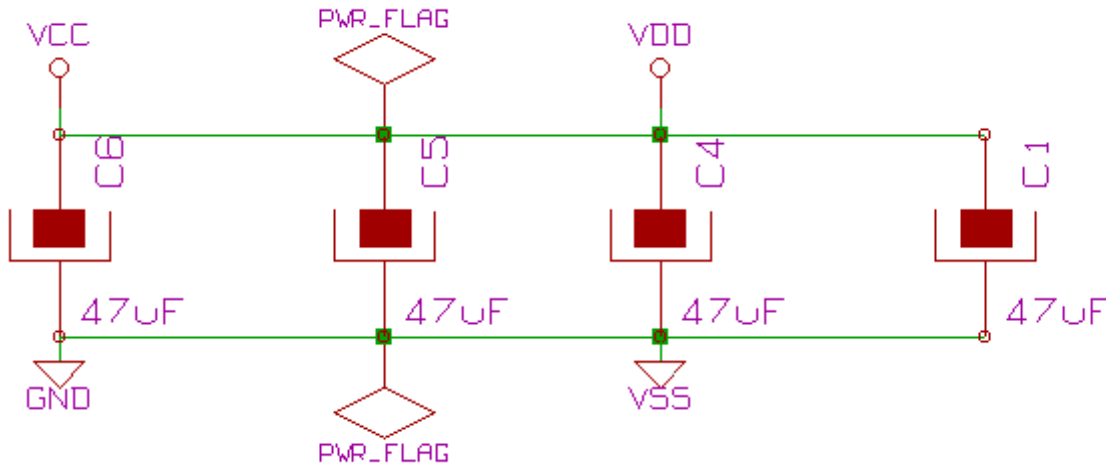 PWR_FLAG
VCC
VDD
C6
C5
C4
C1
47uF
47uF
47uF
47uF
GND
VSS
PWR_FLAG